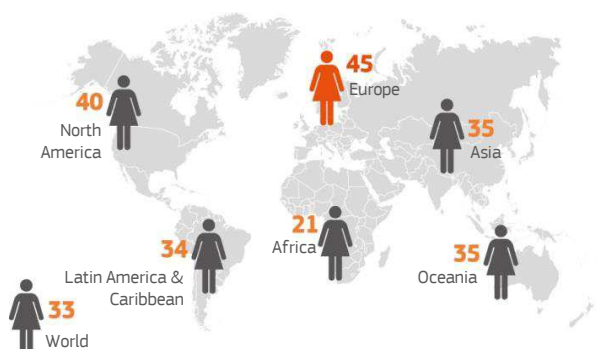 45
Europe
40
North
America
35
Asia
21
Africa
34
Latin America &
Caribbean
35
Oceania
33
World